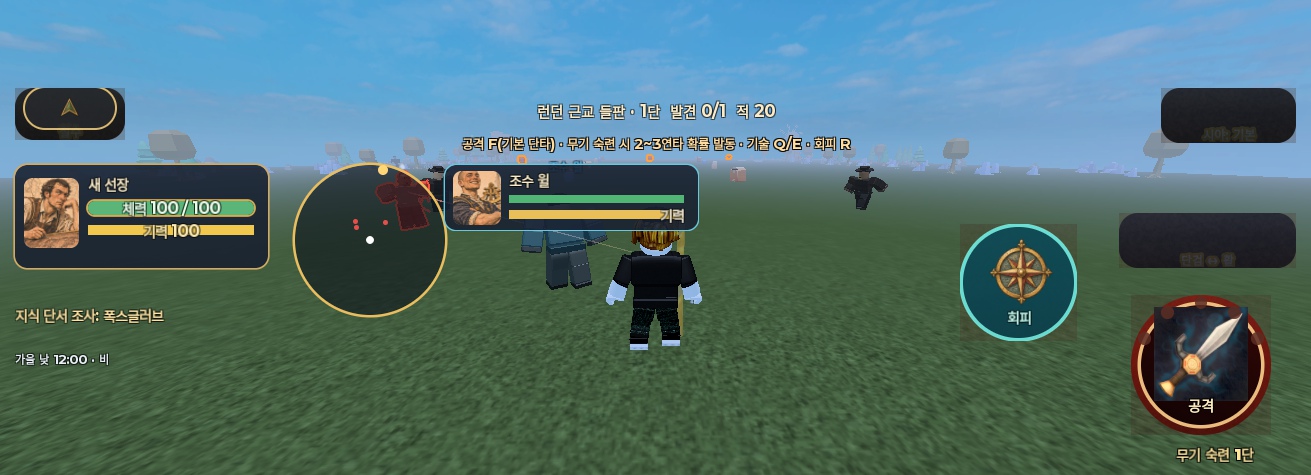 런던 근교 들판 · 1단 발견 0/1 적 20
공격 F(기본 단타) · 무기 숙련 시 2~3연타 확률 발동 · 기술 Q/E · 회피 R
새 선장
체력 100 / 100
기력 100
조수 윌
기력
지식 단서 조사: 폭스글러브
가을 낮 12:00 · 비
회피
공격
무기 숙련 1단